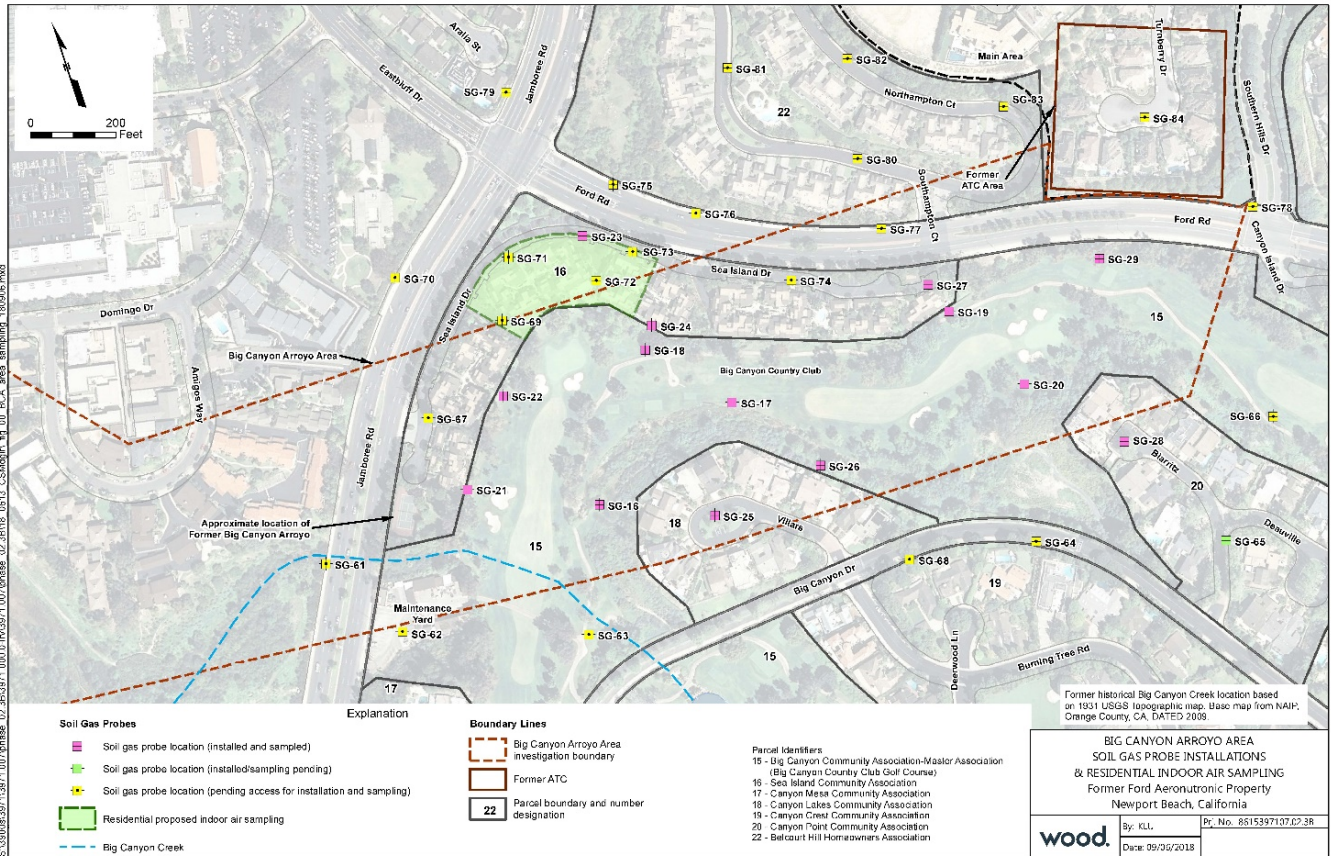 0 200
Feet
Aralia St
Eastbluff Dr
Jamboree Rd
SG-79
SG-81
SG-82
22
Northampton Ct
Main Area
SG-83
Turnberry Dr
SG-84
Southern Hills Dr
SG-80
Former
ATC Area
SG-75
Ford Rd
SG-76
SG-77
Southampton Ct
Ford Rd
SG-78
Canyon Island Dr
SG-23
SG-71
16
SG-73
SG-72
Sea Island Dr
SG-74
SG-27
SG-29
SG-70
Domingo Dr
Sea Island Dr
SG-69
SG-24
SG-18
SG-19
15
Big Canyon Arroyo Area
Big Canyon Country Club
Amigos Way
SG-22
SG-17
SG-20
SG-67
SG-66
SG-28
Biarritz
20
Jamboree Rd
SG-26
SG-21
SG-16
18
SG-25
Villars
Approximate location of
Former Big Canyon Arroyo
15
Deauville
SG-65
SG-61
SG-64
SG-68
19
Big Canyon Dr
Maintenance
Yard
SG-62
SG-63
Deerwood Ln
Burning Tree Rd
15
17
Former historical Big Canyon Creek location based
on 1931 USGS topographic map. Base map from NAIP,
Orange County, CA, DATED 2009.
Explanation
Soil Gas Probes
Soil gas probe location (installed and sampled)
Soil gas probe location (installed/sampling pending)
Soil gas probe location (pending access for installation and sampling)
Residential proposed indoor air sampling
Big Canyon Creek
Boundary Lines
Big Canyon Arroyo Area
investigation boundary
Former ATC
22
Parcel boundary and number
designation
Parcel Identifiers
15 - Big Canyon Community Association-Master Association
(Big Canyon Country Club Golf Course)
16 - Sea Island Community Association
17 - Canyon Mesa Community Association
18 - Canyon Lakes Community Association
19 - Canyon Crest Community Association
20 - Canyon Point Community Association
22 - Belcourt Hill Homeowners Association
BIG CANYON ARROYO AREA
SOIL GAS PROBE INSTALLATIONS
& RESIDENTIAL INDOOR AIR SAMPLING
Former Ford Aeronutronic Property
Newport Beach, California
wood.
By: KLL
Date: 09/06/2018
Prj. No. 8615397107.02.3B